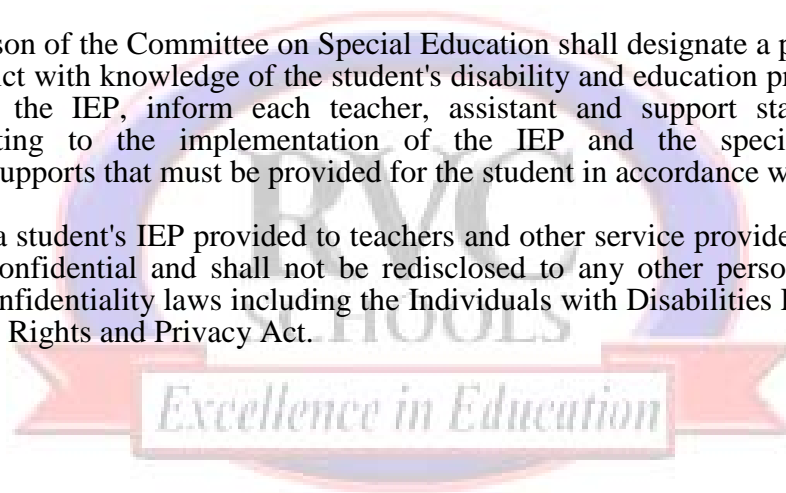 son of the Committee on Special Education shall designate a p
ict with knowledge of the student's disability and education pr
the IEP, inform each teacher, assistant and support sta
ting to the implementation of the IEP and the speci
supports that must be provided for the student in accordance w
a student's IEP provided to teachers and other service provide
onfidential and shall not be redisclosed to any other perso
nfidentiality laws including the Individuals with Disabilities
Rights and Privacy Act.
RVC
SCHOOLS
Excellence in Education